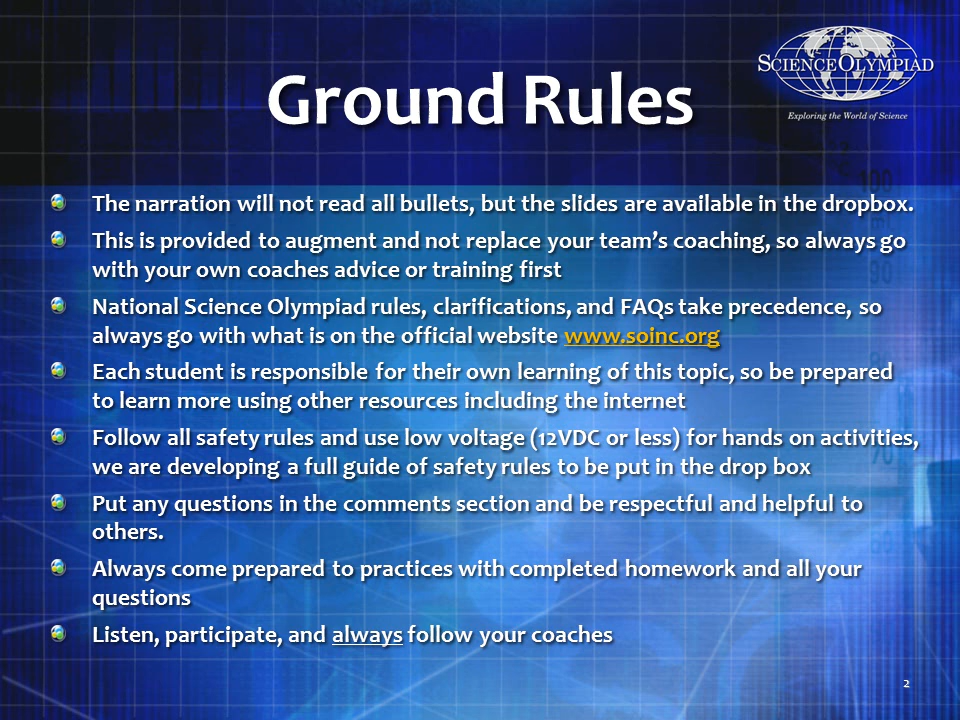 SCIENCEOLYMPIAD
Exploring the World of Science
Ground Rules
The narration will not read all bullets, but the slides are available in the dropbox.
This is provided to augment and not replace your team’s coaching, so always go
with your own coaches advice or training first
National Science Olympiad rules, clarifications, and FAQs take precedence, so
always go with what is on the official website www.soinc.org
Each student is responsible for their own learning of this topic, so be prepared
to learn more using other resources including the internet
Follow all safety rules and use low voltage (12VDC or less) for hands on activities,
we are developing a full guide of safety rules to be put in the drop box
Put any questions in the comments section and be respectful and helpful to
others.
Always come prepared to practices with completed homework and all your
questions
Listen, participate, and always follow your coaches
100
90
2